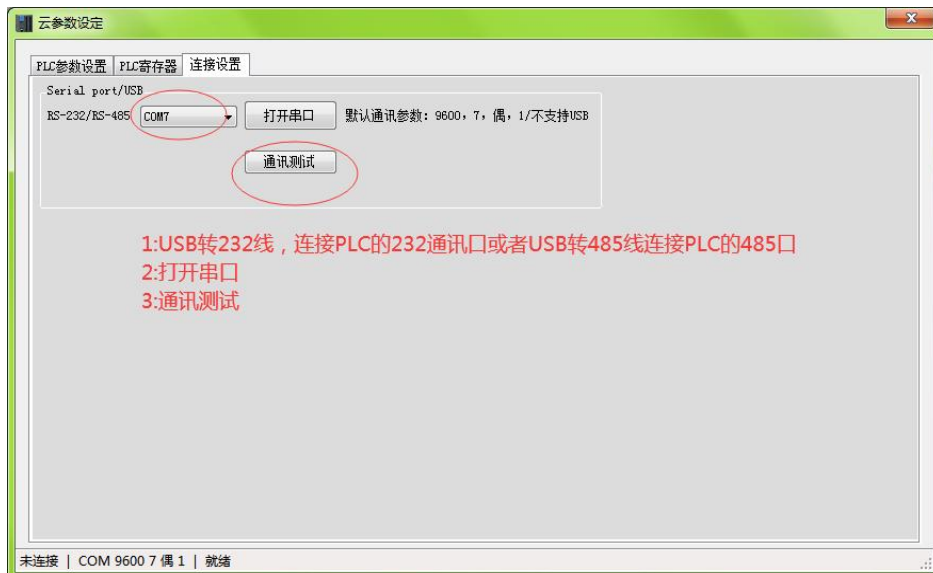 云参数设定
x
PLC参数设置 PLC寄存器 连接设置
Serial port/USB
RS-232/RS-485 COM7 打开串口 默认通讯参数: 9600, 7, 偶, 1/不支持USB
通讯测试
1:USB转232线，连接PLC的232通讯口或者USB转485线连接PLC的485口
2:打开串口
3:通讯测试
未连接 | COM 9600 7 偶 1 | 就绪